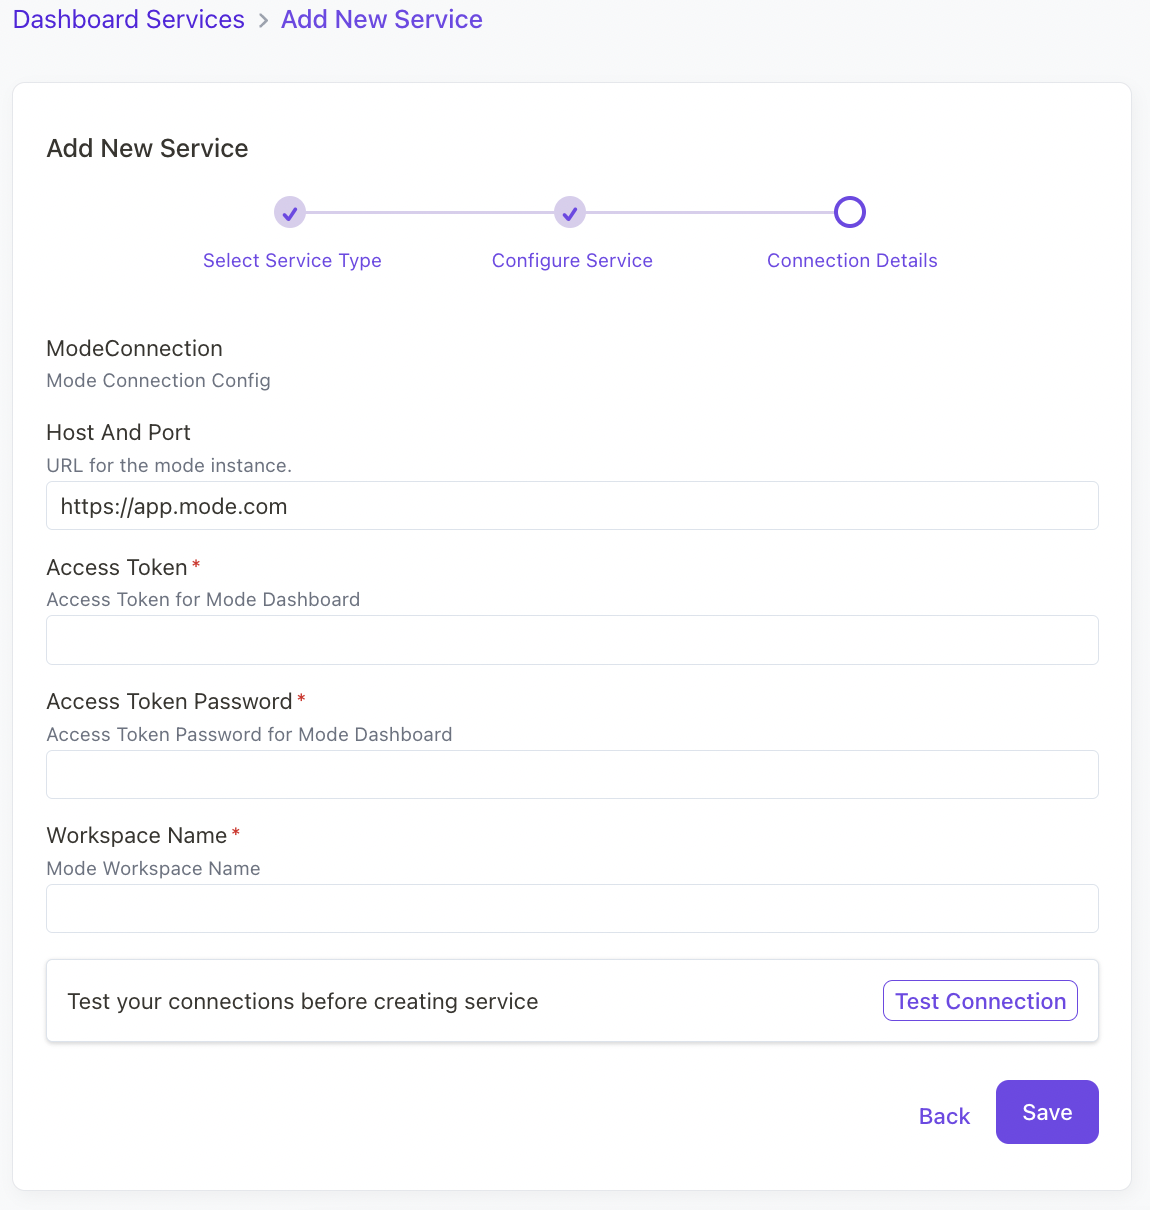 Dashboard Services > Add New Service
Add New Service
Select Service Type Configure Service Connection Details
ModeConnection
Mode Connection Config
Host And Port
URL for the mode instance.
https://app.mode.com
Access Token*
Access Token for Mode Dashboard
Access Token Password*
Access Token Password for Mode Dashboard
Workspace Name*
Mode Workspace Name
Test your connections before creating service Test Connection
Back Save